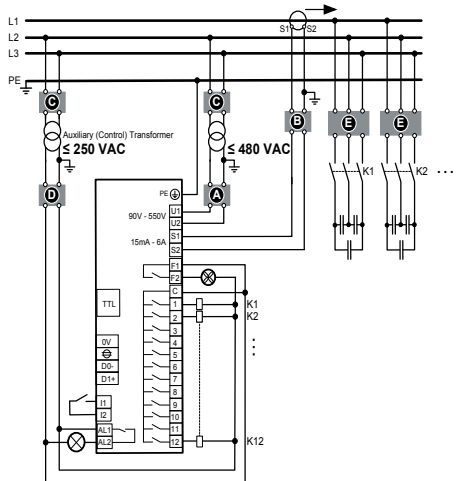 L1
L2
L3
PE
S1 S2
C C B E E
Auxiliary (Control) Transformer
≤ 250 VAC
≤ 480 VAC
K1 K2 ...
D A
PE
90V - 550V
U1
U2
15mA - 6A
S1
S2
F1
F2
C
TTL
1 K1
2 K2
3
4
0V
5
6
D0-
7
D1+
8
9
I1
10
I2
11
AL1
12 K12
AL2